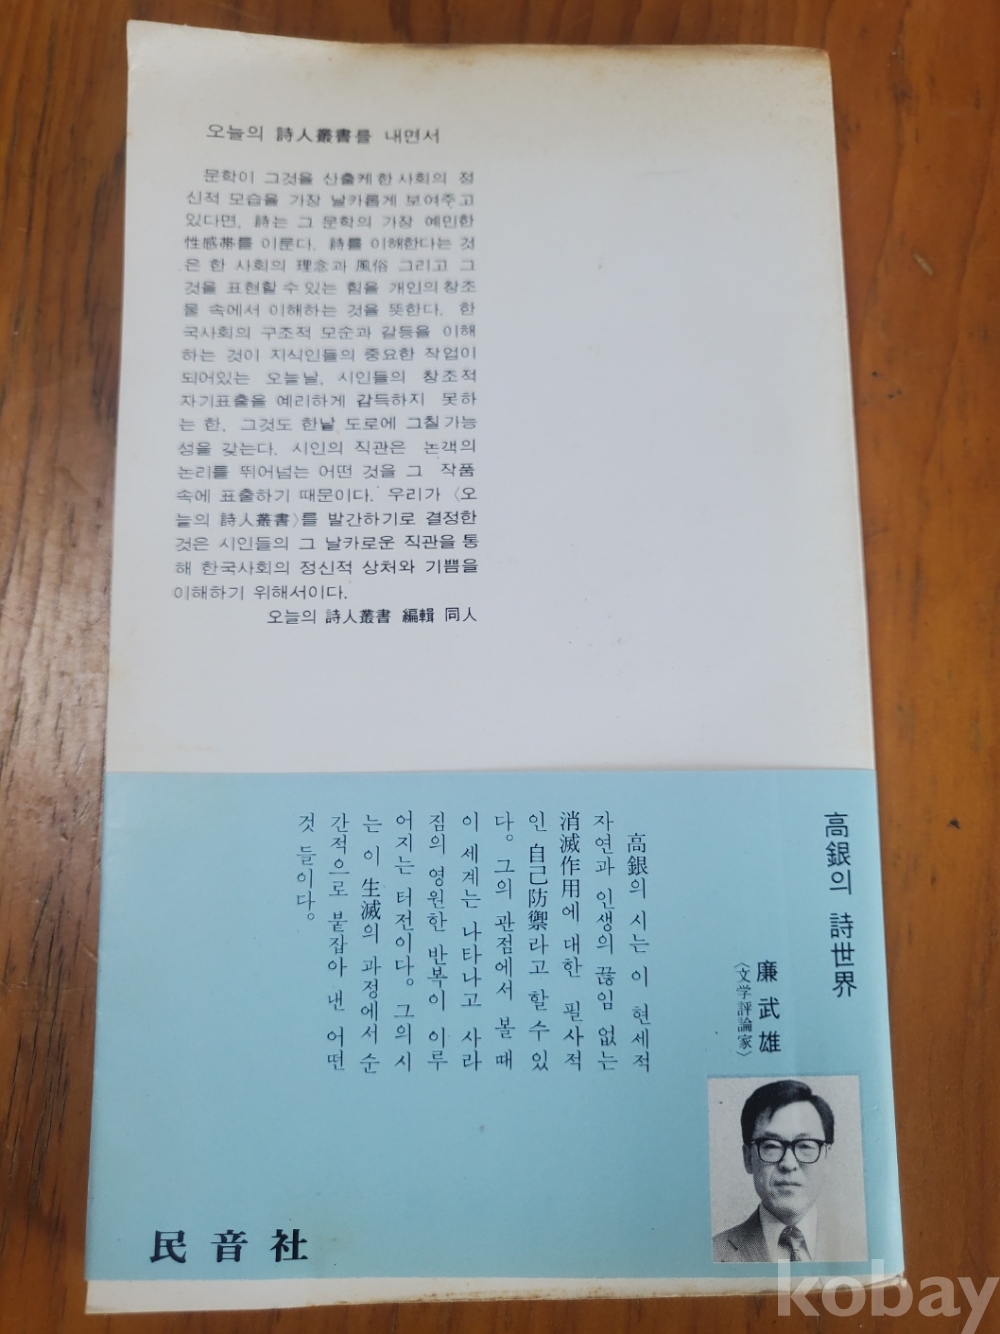 오늘의 詩人叢書를 내면서
문학이 그것을 산출케한 사회의 정
신적 모습을 가장 날카롭게 보여주고
있다면, 詩는 그 문학의 가장 예민한
性感帯를 이룬다. 詩를 이해한다는 것
은 한 사회의 理念과 風俗 그리고 그
것을 표현할 수 있는 힘을 개인의 창조
물 속에서 이해하는 것을 뜻한다. 한
국사회의 구조적 모순과 갈등을 이해
하는 것이 지식인들의 중요한 작업이
되어있는 오늘날, 시인들의 창조적
자기표출을 예리하게 감득하지 못하
는 한, 그것도 한낱 도로에 그칠 가능
성을 갖는다. 시인의 직관은 논객의
논리를 뛰어넘는 어떤 것을 그 작품
속에 표출하기 때문이다. 우리가 〈오
늘의 詩人叢書〉를 발간하기로 결정한
것은 시인들의 그 날카로운 직관을 통
해 한국사회의 정신적 상처와 기쁨을
이해하기 위해서이다.
오늘의 詩人叢書 編輯 同人
高銀의 詩世界
廉武雄
〈文学評論家〉
高銀의 시는 이 현세적
자연과 인생의 끊임 없는
消滅作用에 대한 필사적
인 自己防禦라고 할 수 있
다。그의 관점에서 볼 때
이 세계는 나타나고 사라
짐의 영원한 반복이 이루
어지는 터전이다。그의 시
는 이 生滅의 과정에서 순
간적으로 붙잡아 낸 어떤
것들이다。
民音社
kobay